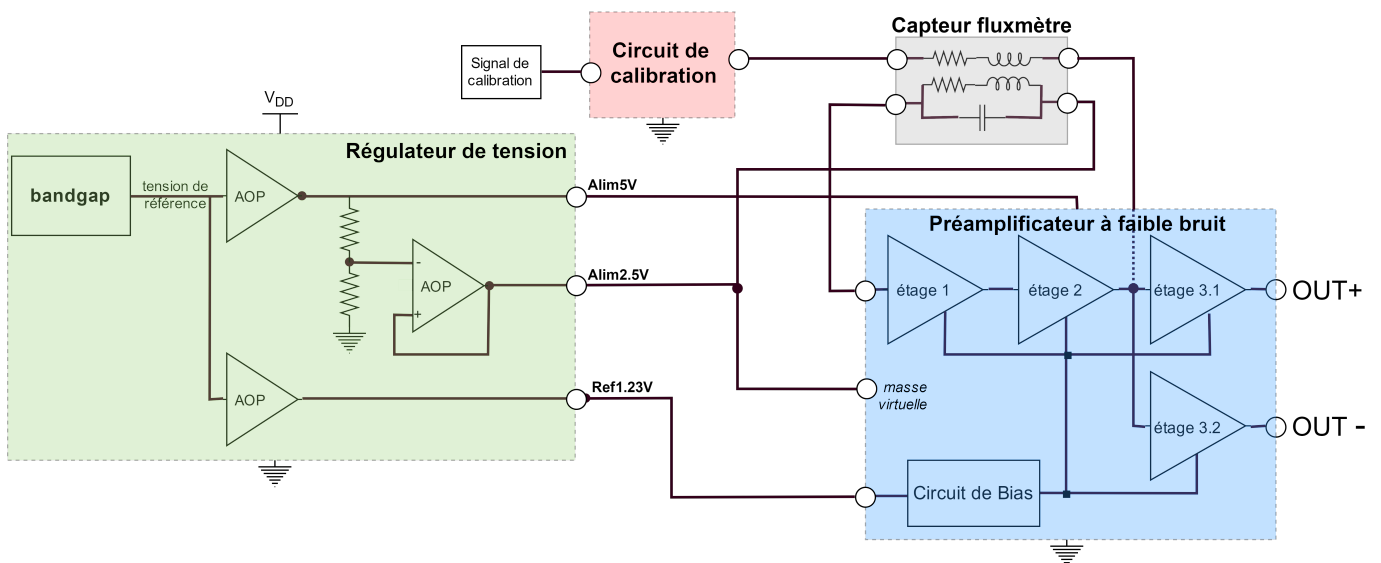 Capteur fluxmètre
Signal de
calibration
Circuit de
calibration
VDD
Régulateur de tension
bandgap
tension de
référence
AOP
Alim5V
Préamplificateur à faible bruit
-
AOP
+
Alim2.5V
étage 1
étage 2
étage 3.1
OUT+
AOP
Ref1.23V
masse
virtuelle
étage 3.2
OUT -
Circuit de Bias